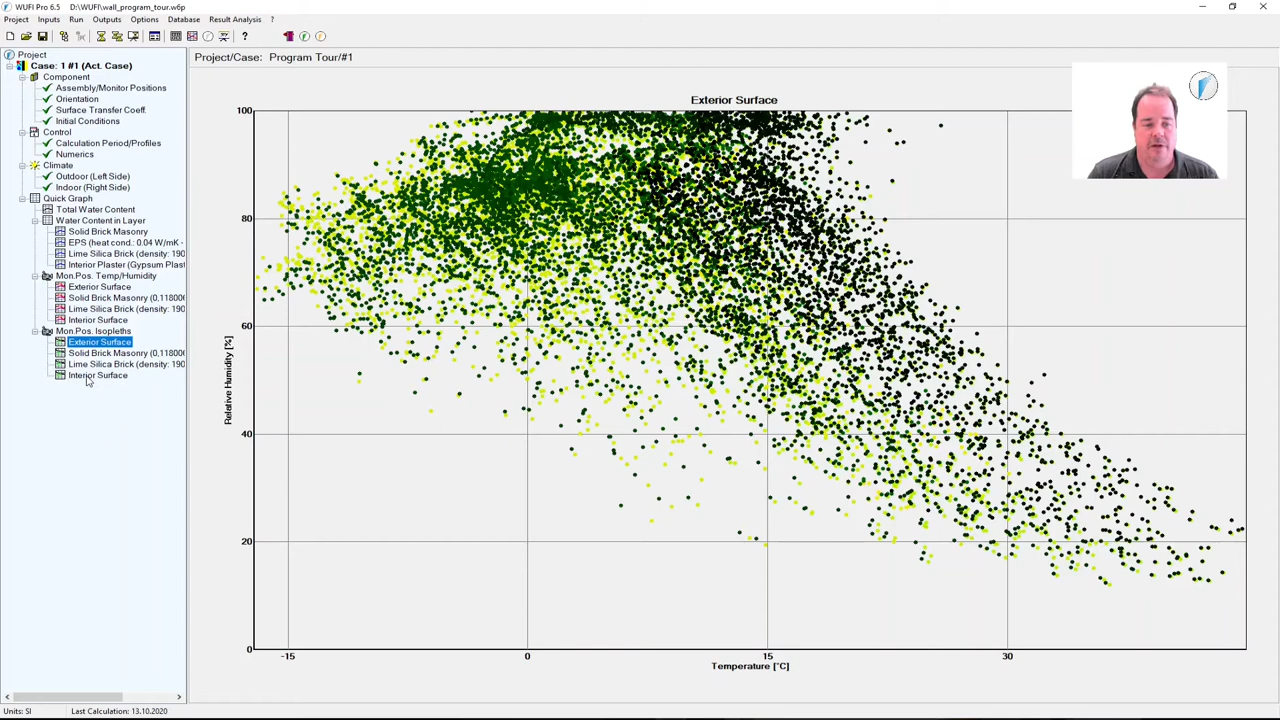 WUFI Pro 6.5 D:\WUFI\wall_program_tour.w6p
Project Inputs Run Outputs Options Database Result Analysis ?
Project/Case: Program Tour/#1
Project
Case: 1 #1 (Act. Case)
Component
Assembly/Monitor Positions
Orientation
Surface Transfer Coeff.
Initial Conditions
Control
Calculation Period/Profiles
Numerics
Climate
Outdoor (Left Side)
Indoor (Right Side)
Quick Graph
Total Water Content
Water Content in Layer
Solid Brick Masonry
EPS (heat cond.: 0.04 W/mK -
Lime Silica Brick (density: 190
Interior Plaster (Gypsum Plast
Mon.Pos. Temp/Humidity
Exterior Surface
Solid Brick Masonry (0,11800
Lime Silica Brick (density: 190
Interior Surface
Mon.Pos. Isopleths
Exterior Surface
Solid Brick Masonry (0,11800
Lime Silica Brick (density: 190
Interior Surface
Exterior Surface
100
80
60
40
20
0
Relative Humidity [%]
-15 0 15 30
Temperature [°C]
Units: SI Last Calculation: 13.10.2020